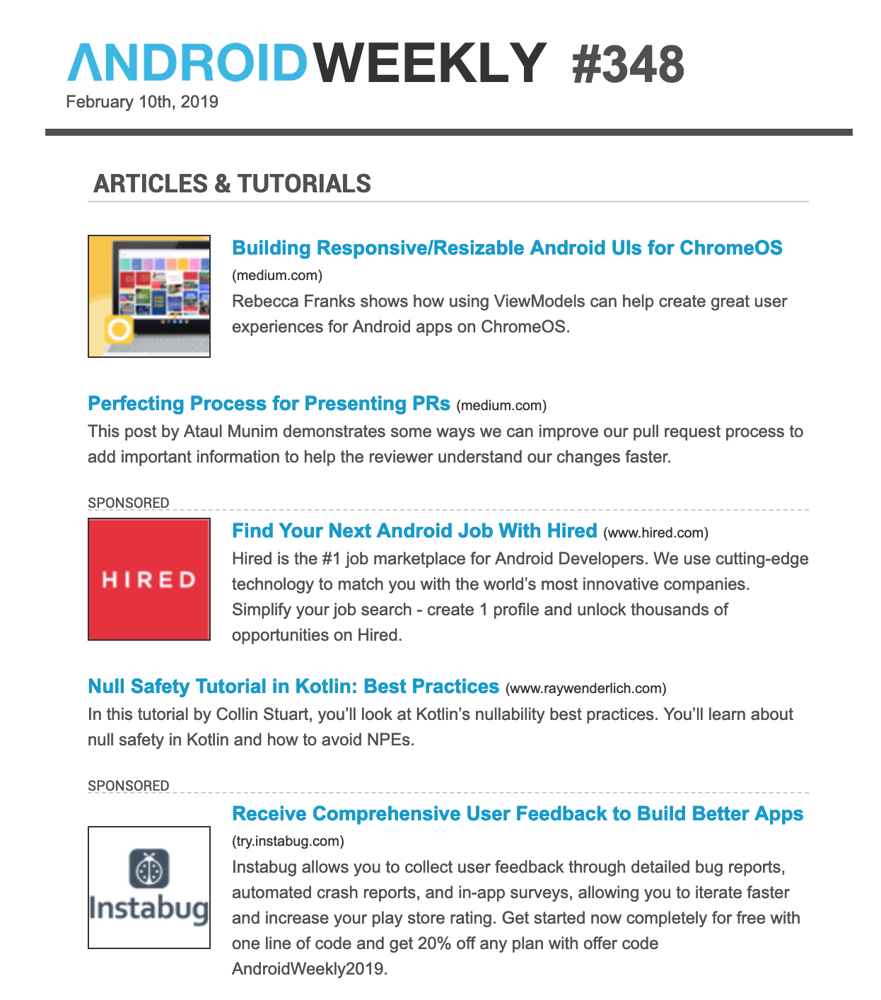 ANDROIDWEEKLY #348
February 10th, 2019
ARTICLES & TUTORIALS
Building Responsive/Resizable Android UIs for ChromeOS
(medium.com)
Rebecca Franks shows how using ViewModels can help create great user
experiences for Android apps on ChromeOS.
Perfecting Process for Presenting PRs (medium.com)
This post by Ataul Munim demonstrates some ways we can improve our pull request process to
add important information to help the reviewer understand our changes faster.
SPONSORED
HIRED
Find Your Next Android Job With Hired (www.hired.com)
Hired is the #1 job marketplace for Android Developers. We use cutting-edge
technology to match you with the world’s most innovative companies.
Simplify your job search - create 1 profile and unlock thousands of
opportunities on Hired.
Null Safety Tutorial in Kotlin: Best Practices (www.raywenderlich.com)
In this tutorial by Collin Stuart, you’ll look at Kotlin’s nullability best practices. You’ll learn about
null safety in Kotlin and how to avoid NPEs.
SPONSORED
Instabug
Receive Comprehensive User Feedback to Build Better Apps
(try.instabug.com)
Instabug allows you to collect user feedback through detailed bug reports,
automated crash reports, and in-app surveys, allowing you to iterate faster
and increase your play store rating. Get started now completely for free with
one line of code and get 20% off any plan with offer code
AndroidWeekly2019.